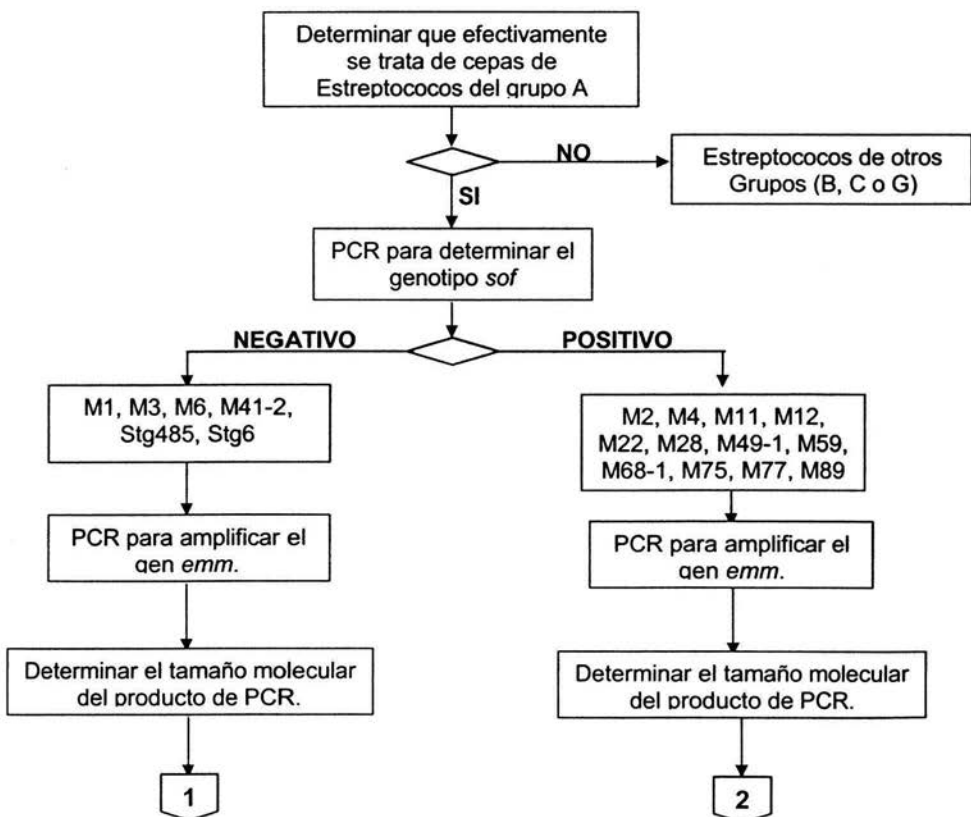 Determinar que efectivamente
se trata de cepas de
Estreptococos del grupo A
NO
Estreptococos de otros
Grupos (B, C o G)
SI
PCR para determinar el
genotipo sof
NEGATIVO
POSITIVO
M1, M3, M6, M41-2,
Stg485, Stg6
M2, M4, M11, M12,
M22, M28, M49-1, M59,
M68-1, M75, M77, M89
PCR para amplificar el
gen emm.
PCR para amplificar el
gen emm.
Determinar el tamaño molecular
del producto de PCR.
Determinar el tamaño molecular
del producto de PCR.
1
2